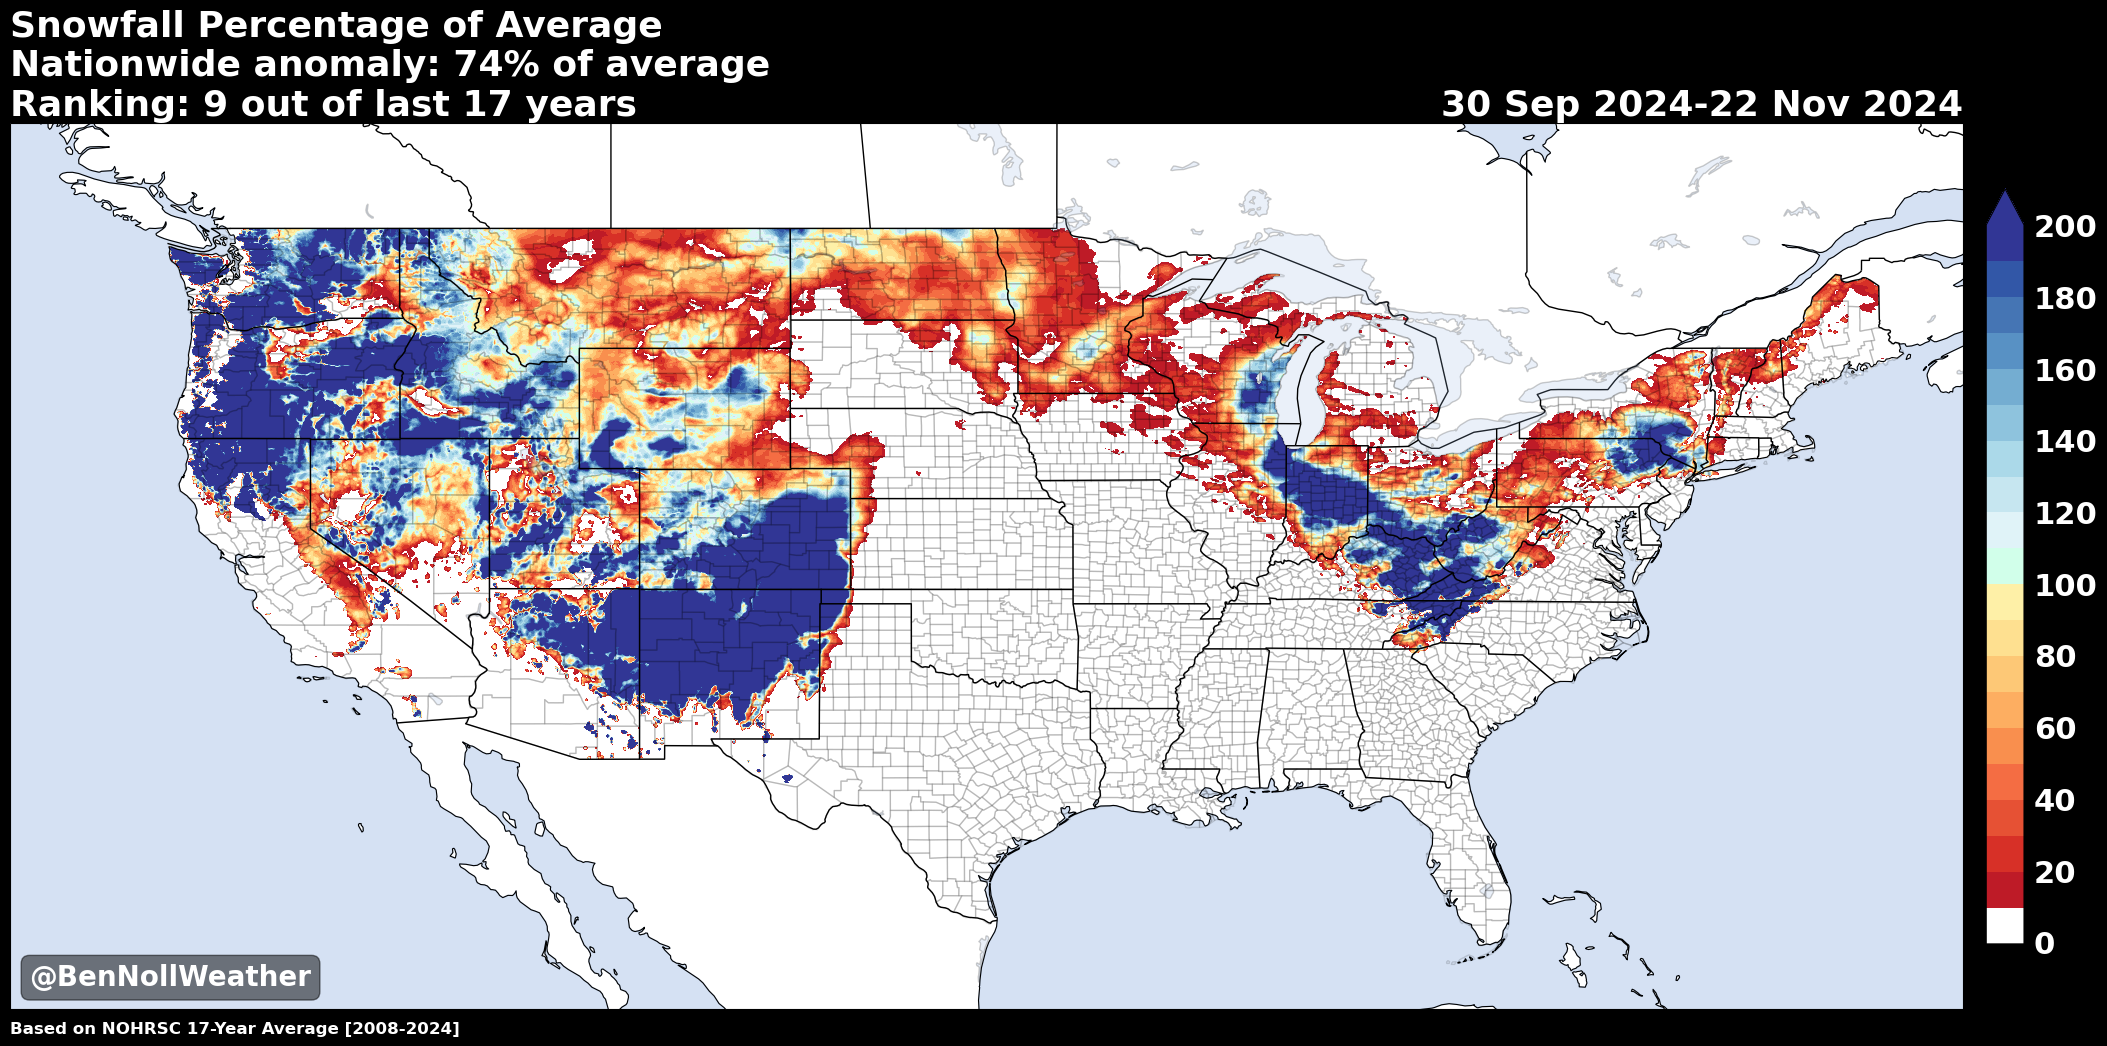 Snowfall Percentage of Average
Nationwide anomaly: 74% of average
Ranking: 9 out of last 17 years
30 Sep 2024-22 Nov 2024
200
180
160
140
120
100
80
60
40
20
0
@BenNollWeather
Based on NOHRSC 17-Year Average [2008-2024]